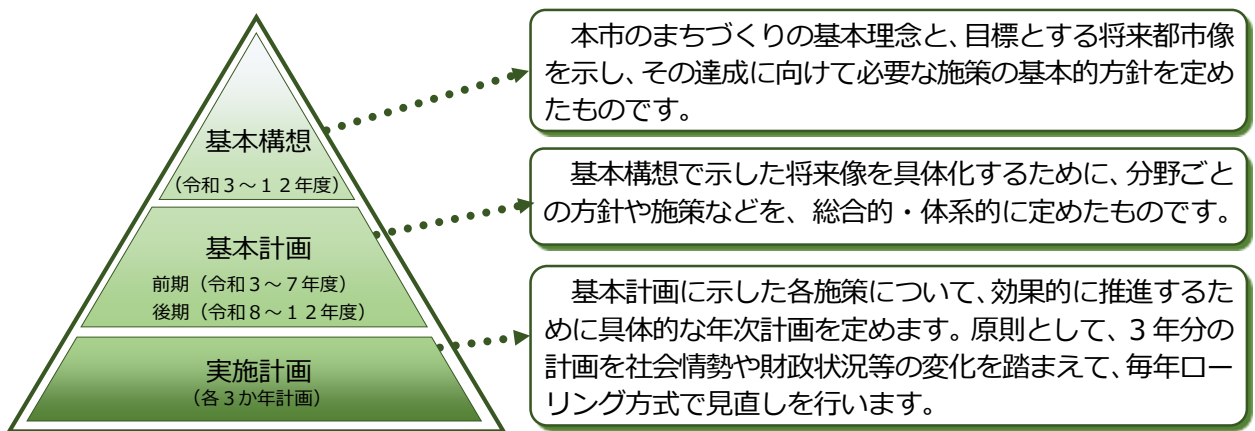 基本構想
（令和３～１２年度）
本市のまちづくりの基本理念と、目標とする将来都市像
を示し、その達成に向けて必要な施策の基本的方針を定め
たものです。
基本計画
前期（令和３～７年度）
後期（令和８～１２年度）
基本構想で示した将来像を具体化するために、分野ごと
の方針や施策などを、総合的・体系的に定めたものです。
実施計画
（各３か年計画）
基本計画に示した各施策について、効果的に推進するた
めに具体的な年次計画を定めます。原則として、３年分の
計画を社会情勢や財政状況等の変化を踏まえて、毎年ロー
リング方式で見直しを行います。